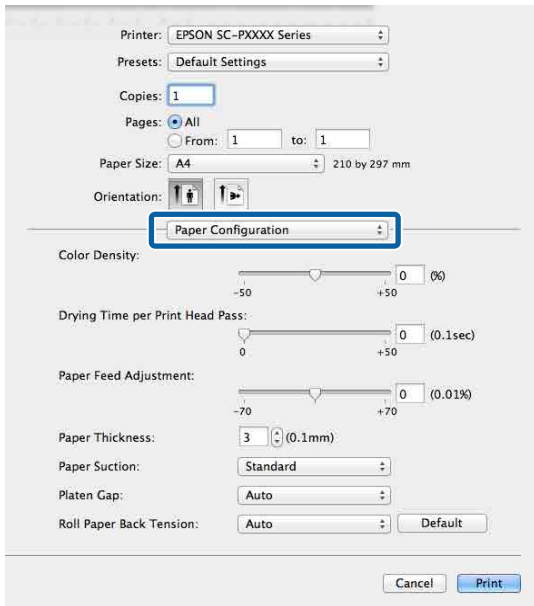 Printer: EPSON SC-PXXXX Series
Presets: Default Settings
Copies: 1
Pages: All
From: 1 to: 1
Paper Size: A4 210 by 297 mm
Orientation:
Paper Configuration
Color Density:
0 (%)
-50 +50
Drying Time per Print Head Pass:
0 (0.1sec)
0 +50
Paper Feed Adjustment:
0 (0.01%)
-70 +70
Paper Thickness: 3 (0.1mm)
Paper Suction: Standard
Platen Gap: Auto
Roll Paper Back Tension: Auto Default
Cancel Print